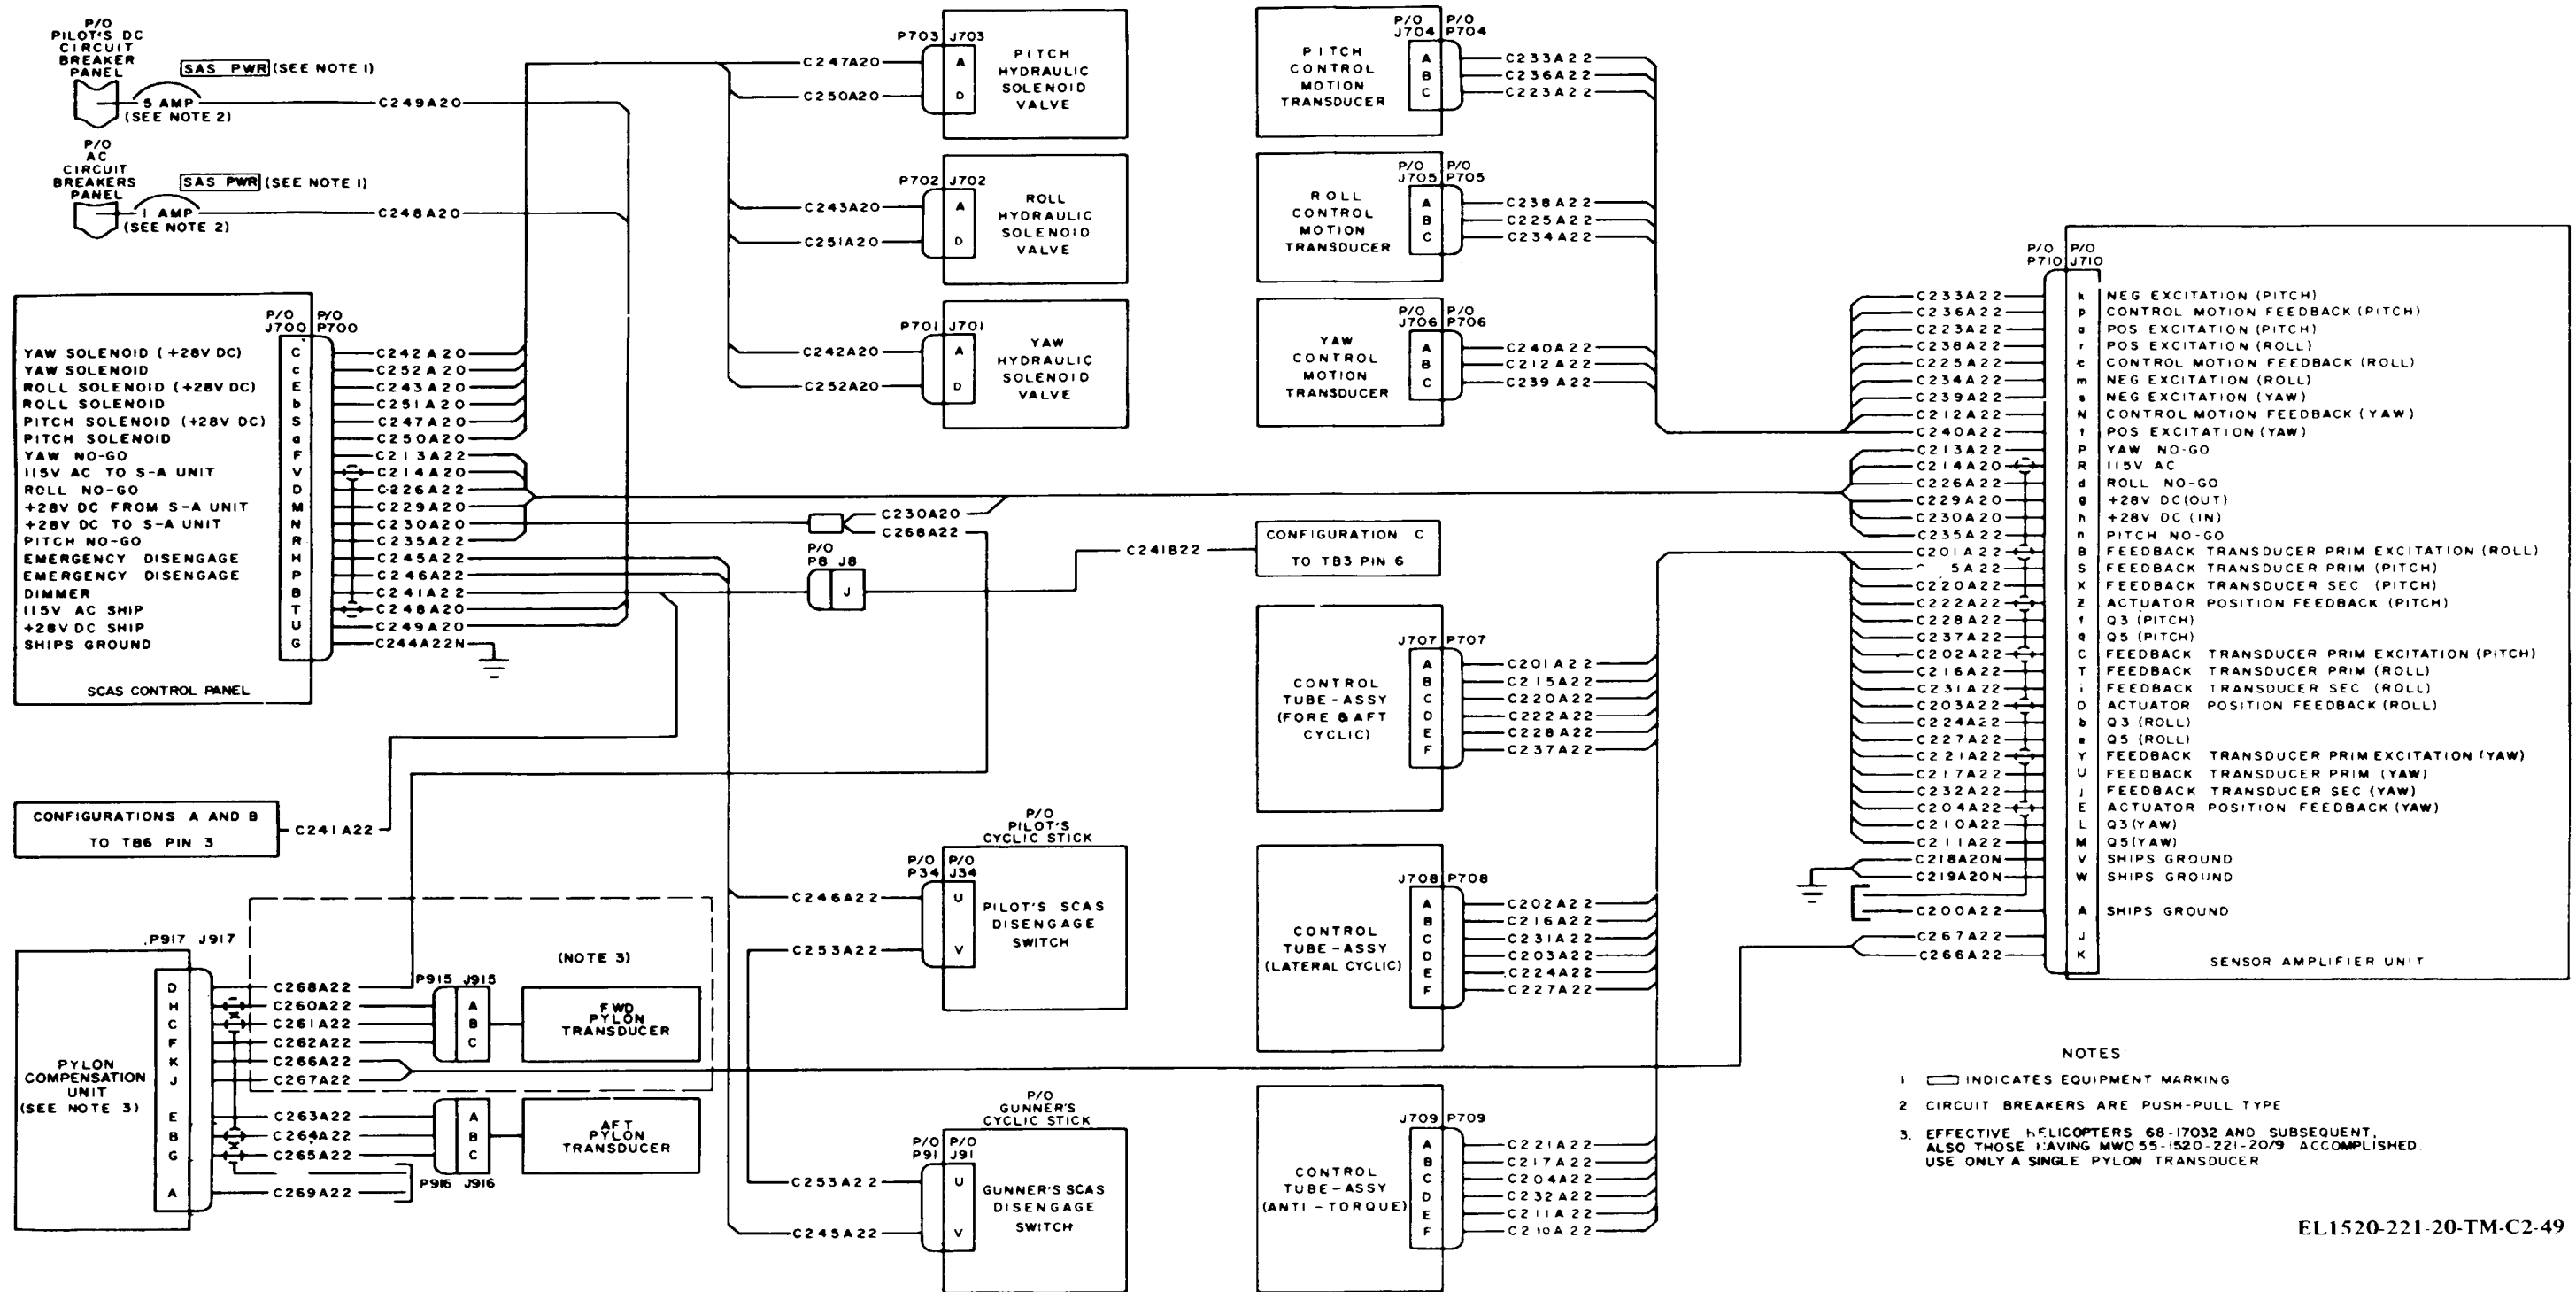 P/O
PILOT'S DC
CIRCUIT
BREAKER
PANEL
SAS PWR (SEE NOTE 1)
5 AMP
(SEE NOTE 2)
C249A20
P/O
AC
CIRCUIT
BREAKERS
PANEL
SAS PWR (SEE NOTE 1)
1 AMP
(SEE NOTE 2)
C248A20
P/O P/O
J700 P700
YAW SOLENOID (+28V DC) C C242A20
YAW SOLENOID c C252A20
ROLL SOLENOID (+28V DC) E C243A20
ROLL SOLENOID b C251A20
PITCH SOLENOID (+28V DC) S C247A20
PITCH SOLENOID a C250A20
YAW NO-GO F C213A22
115V AC TO S-A UNIT V C214A20
ROLL NO-GO D C226A22
+28V DC FROM S-A UNIT M C229A20
+28V DC TO S-A UNIT N C230A20
PITCH NO-GO R C235A22
EMERGENCY DISENGAGE H C245A22
EMERGENCY DISENGAGE P C246A22
DIMMER B C241A22
115V AC SHIP T C248A20
+28V DC SHIP U C249A20
SHIPS GROUND G C244A22N
SCAS CONTROL PANEL
CONFIGURATIONS A AND B
TO TB6 PIN 3
C241A22
P917 J917
PYLON
COMPENSATION
UNIT
(SEE NOTE 3)
D C268A22
H C260A22
C C261A22
F C262A22
K C266A22
J C267A22
E C263A22
B C264A22
G C265A22
A C269A22
(NOTE 3)
P915 J915
A
B
C
FWD
PYLON
TRANSDUCER
A
B
C
P916 J916
AFT
PYLON
TRANSDUCER
P703 J703
C247A20 A
C250A20 D
PITCH
HYDRAULIC
SOLENOID
VALVE
P702 J702
C243A20 A
C251A20 D
ROLL
HYDRAULIC
SOLENOID
VALVE
P701 J701
C242A20 A
C252A20 D
YAW
HYDRAULIC
SOLENOID
VALVE
C230A20
C268A22
P/O
P8 J8
J
C241B22
CONFIGURATION C
TO TB3 PIN 6
P/O
PILOT'S
CYCLIC STICK
P/O P/O
P34 J34
C246A22 U
C253A22 V
PILOT'S SCAS
DISENGAGE
SWITCH
P/O
GUNNER'S
CYCLIC STICK
P/O P/O
P91 J91
C253A22 U
C245A22 V
GUNNER'S SCAS
DISENGAGE
SWITCH
P/O P/O
J704 P704
PITCH
CONTROL
MOTION
TRANSDUCER
A C233A22
B C236A22
C C223A22
P/O P/O
J705 P705
ROLL
CONTROL
MOTION
TRANSDUCER
A C238A22
B C225A22
C C234A22
P/O P/O
J706 P706
YAW
CONTROL
MOTION
TRANSDUCER
A C240A22
B C212A22
C C239A22
J707 P707
CONTROL
TUBE-ASSY
(FORE & AFT
CYCLIC)
A C201A22
B C215A22
C C220A22
D C222A22
E C228A22
F C237A22
J708 P708
CONTROL
TUBE-ASSY
(LATERAL CYCLIC)
A C202A22
B C216A22
C C231A22
D C203A22
E C224A22
F C227A22
J709 P709
CONTROL
TUBE-ASSY
(ANTI-TORQUE)
A C221A22
B C217A22
C C204A22
D C232A22
E C211A22
F C210A22
P/O P/O
P710 J710
C233A22 k NEG EXCITATION (PITCH)
C236A22 p CONTROL MOTION FEEDBACK (PITCH)
C223A22 a POS EXCITATION (PITCH)
C238A22 r POS EXCITATION (ROLL)
C225A22 c CONTROL MOTION FEEDBACK (ROLL)
C234A22 m NEG EXCITATION (ROLL)
C239A22 s NEG EXCITATION (YAW)
C212A22 N CONTROL MOTION FEEDBACK (YAW)
C240A22 t POS EXCITATION (YAW)
C213A22 P YAW NO-GO
C214A20 R 115V AC
C226A22 d ROLL NO-GO
C229A20 g +28V DC (OUT)
C230A20 h +28V DC (IN)
C235A22 n PITCH NO-GO
C201A22 B FEEDBACK TRANSDUCER PRIM EXCITATION (ROLL)
5A22 S FEEDBACK TRANSDUCER PRIM (PITCH)
C220A22 X FEEDBACK TRANSDUCER SEC (PITCH)
C222A22 Z ACTUATOR POSITION FEEDBACK (PITCH)
C228A22 f Q3 (PITCH)
C237A22 q Q5 (PITCH)
C202A22 C FEEDBACK TRANSDUCER PRIM EXCITATION (PITCH)
C216A22 T FEEDBACK TRANSDUCER PRIM (ROLL)
C231A22 i FEEDBACK TRANSDUCER SEC (ROLL)
C203A22 D ACTUATOR POSITION FEEDBACK (ROLL)
C224A22 b Q3 (ROLL)
C227A22 e Q5 (ROLL)
C221A22 Y FEEDBACK TRANSDUCER PRIM EXCITATION (YAW)
C217A22 U FEEDBACK TRANSDUCER PRIM (YAW)
C232A22 j FEEDBACK TRANSDUCER SEC (YAW)
C204A22 E ACTUATOR POSITION FEEDBACK (YAW)
C210A22 L Q3 (YAW)
C211A22 M Q5 (YAW)
C218A20N V SHIPS GROUND
C219A20N W SHIPS GROUND
C200A22 A SHIPS GROUND
C267A22 J
C266A22 K
SENSOR AMPLIFIER UNIT
NOTES
1 INDICATES EQUIPMENT MARKING
2 CIRCUIT BREAKERS ARE PUSH-PULL TYPE
3. EFFECTIVE HELICOPTERS 68-17032 AND SUBSEQUENT,
ALSO THOSE HAVING MWO 55-1520-221-20/9 ACCOMPLISHED
USE ONLY A SINGLE PYLON TRANSDUCER
EL1520-221-20-TM-C2-49